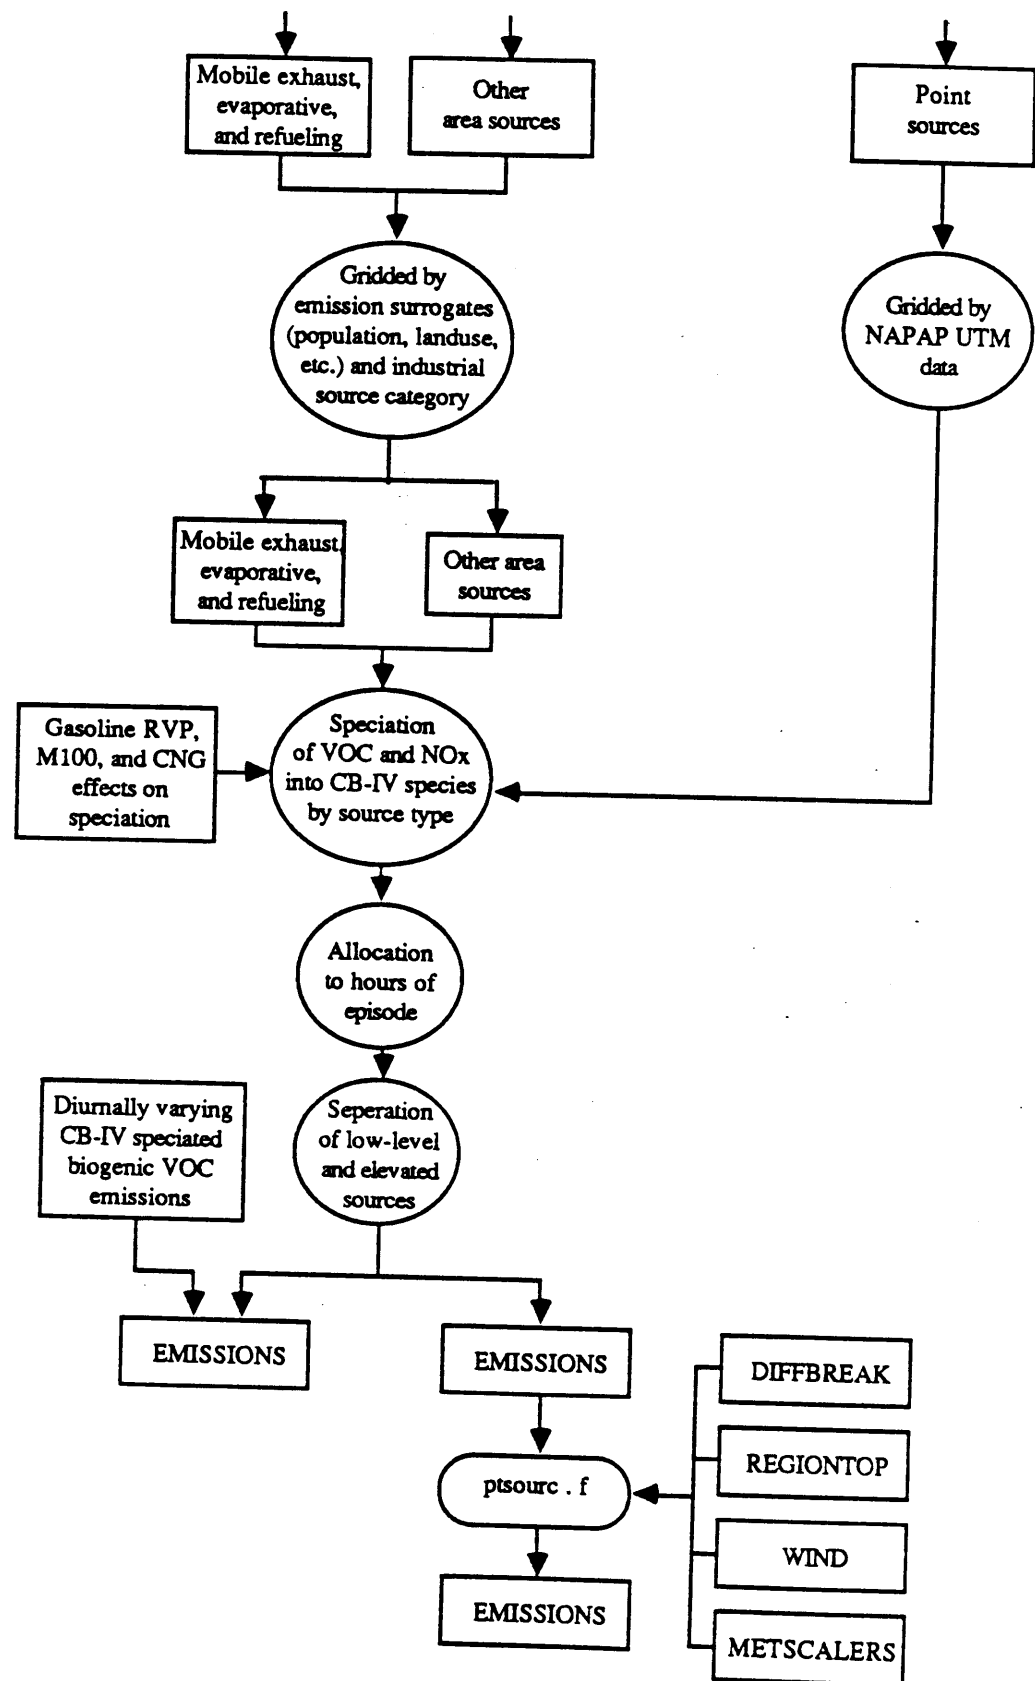 Mobile exhaust,
evaporative,
and refueling
Other
area sources
Point
sources
Gridded by
emission surrogates
(population, landuse,
etc.) and industrial
source category
Gridded by
NAPAP UTM
data
Mobile exhaust,
evaporative,
and refueling
Other area
sources
Gasoline RVP,
M100, and CNG
effects on
speciation
Speciation
of VOC and NOx
into CB-IV species
by source type
Allocation
to hours of
episode
Diurnally varying
CB-IV speciated
biogenic VOC
emissions
Seperation
of low-level
and elevated
sources
EMISSIONS
EMISSIONS
DIFFBREAK
REGIONTOP
ptsourc . f
WIND
EMISSIONS
METSCALERS